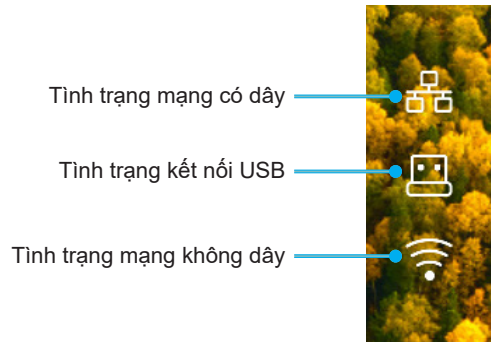 Tình trạng mạng có dây
Tình trạng kết nối USB
Tình trạng mạng không dây